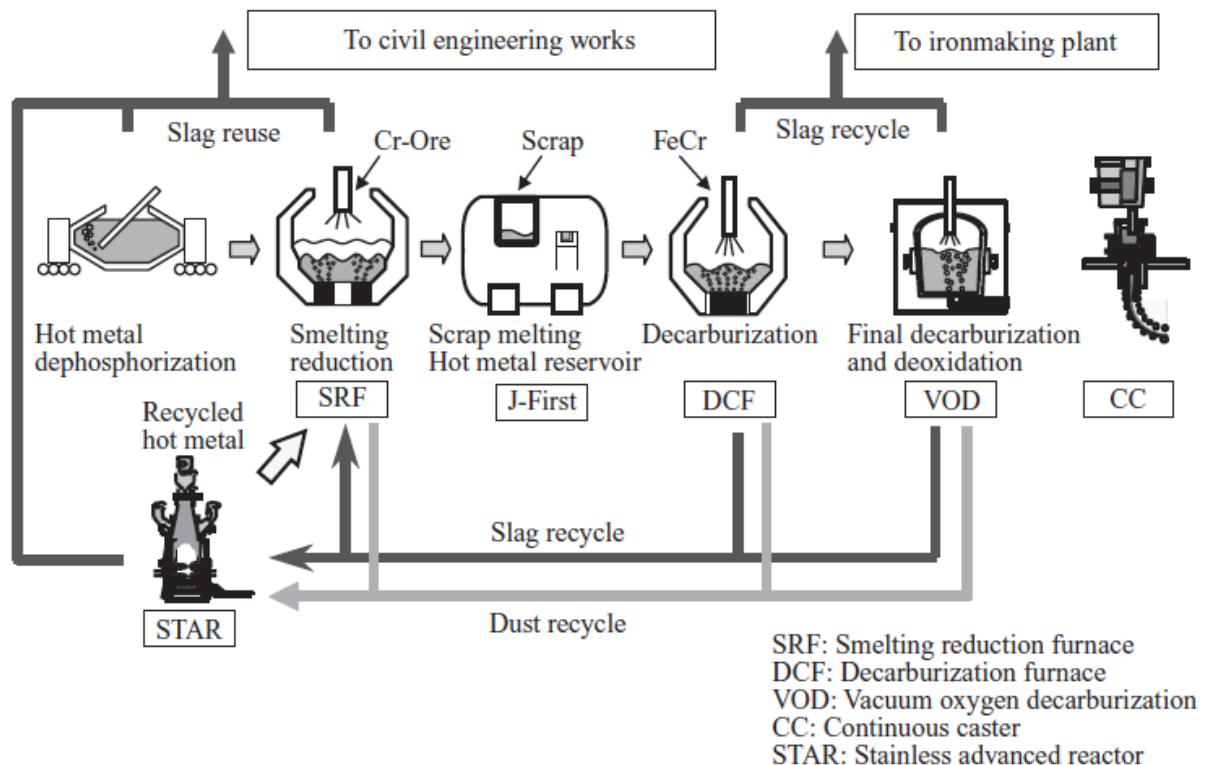 To civil engineering works
To ironmaking plant
Slag reuse
Slag recycle
Cr-Ore
Scrap
FeCr
Hot metal
dephosphorization
Smelting
reduction
SRF
Scrap melting
Hot metal reservoir
J-First
Decarburization
DCF
Final decarburization
and deoxidation
VOD
CC
Recycled
hot metal
STAR
Slag recycle
Dust recycle
SRF: Smelting reduction furnace
DCF: Decarburization furnace
VOD: Vacuum oxygen decarburization
CC: Continuous caster
STAR: Stainless advanced reactor